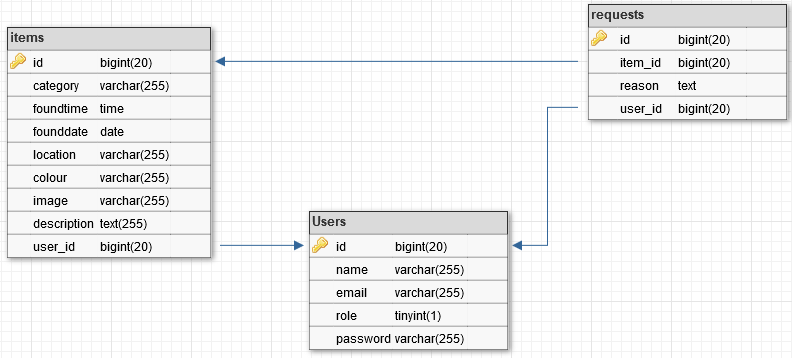 items
id bigint(20)
category varchar(255)
foundtime time
founddate date
location varchar(255)
colour varchar(255)
image varchar(255)
description text(255)
user_id bigint(20)
requests
id bigint(20)
item_id bigint(20)
reason text
user_id bigint(20)
Users
id bigint(20)
name varchar(255)
email varchar(255)
role tinyint(1)
password varchar(255)